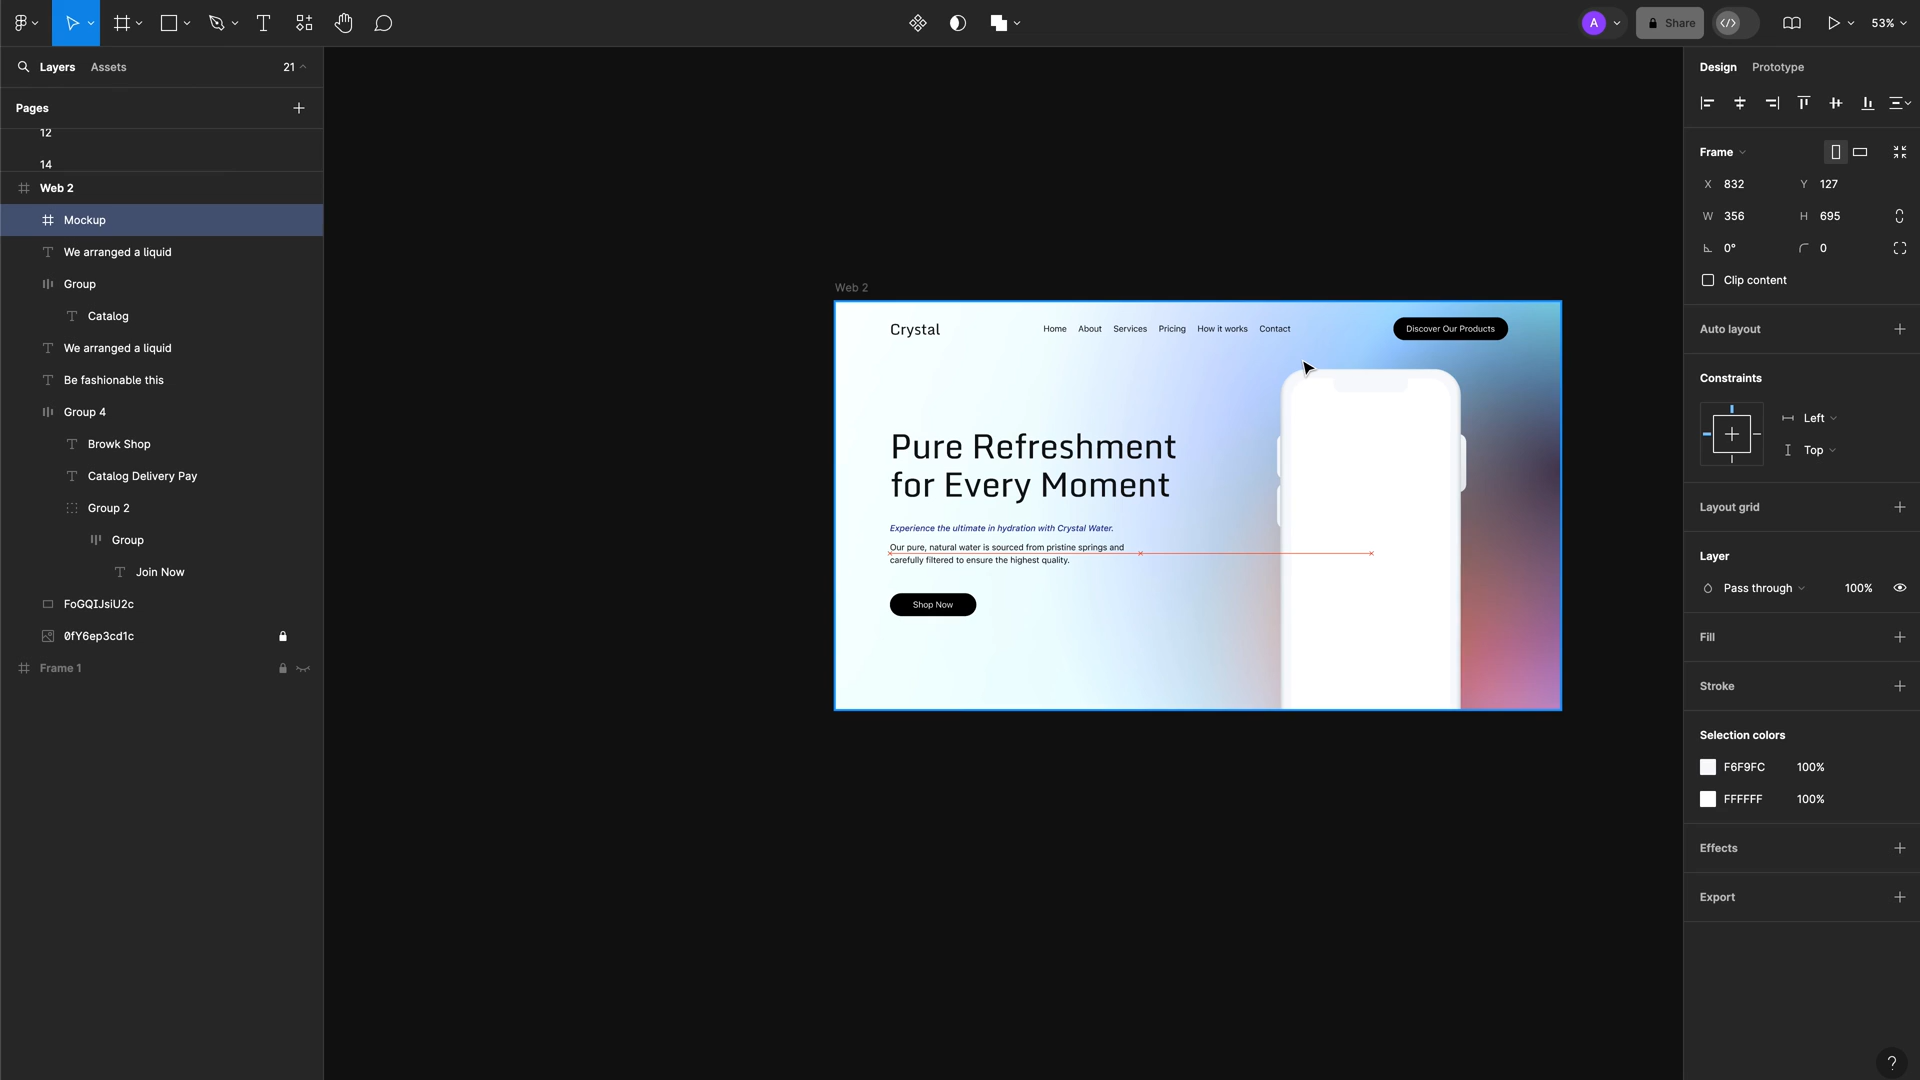 A
Share
53%
Layers
Assets
21
Pages
12
14
Web 2
Mockup
We arranged a liquid
Group
Catalog
We arranged a liquid
Be fashionable this
Group 4
Browk Shop
Catalog Delivery Pay
Group 2
Group
Join Now
FoGQIJsiU2c
0fY6ep3cd1c
Frame 1
Web 2
Crystal
Home About Services Pricing How it works Contact
Discover Our Products
Pure Refreshment
for Every Moment
Experience the ultimate in hydration with Crystal Water.
Our pure, natural water is sourced from pristine springs and
carefully filtered to ensure the highest quality.
Shop Now
Design Prototype
Frame
X 832 Y 127
W 356 H 695
0° 0
Clip content
Auto layout
Constraints
Left
Top
Layout grid
Layer
Pass through 100%
Fill
Stroke
Selection colors
F6F9FC 100%
FFFFFF 100%
Effects
Export
?